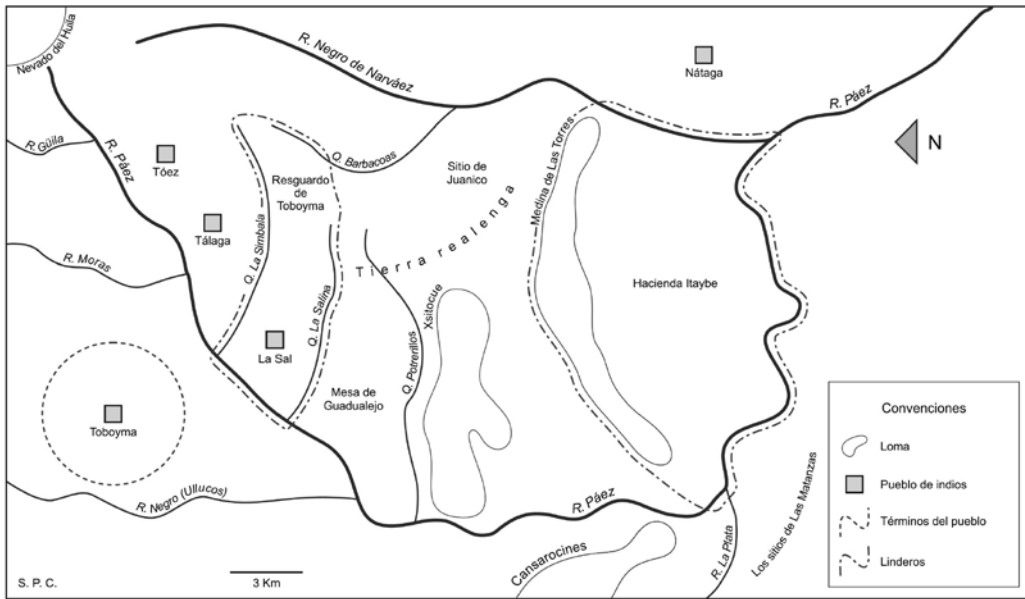 Nevado del Huila
R. Negro de Narváez
Nátaga
R. Páez
N
R. Güila
R. Páez
Tóez
Q. Barbacoas
Sitio de
Juanico
Medina de Las Torres
Resguardo
de
Toboyma
Tálaga
Q. La Simbala
Tierra realenga
R. Moras
Hacienda Itaybe
Xsitocue
Q. La Salina
La Sal
Q. Potrerillos
Mesa de
Guadualejo
Toboyma
R. Negro (Ullucos)
R. Páez
Cansarocines
R. La Plata
Los sitios de Las Matanzas
Convenciones
Loma
Pueblo de indios
Términos del pueblo
Linderos
S. P. C.
3 Km